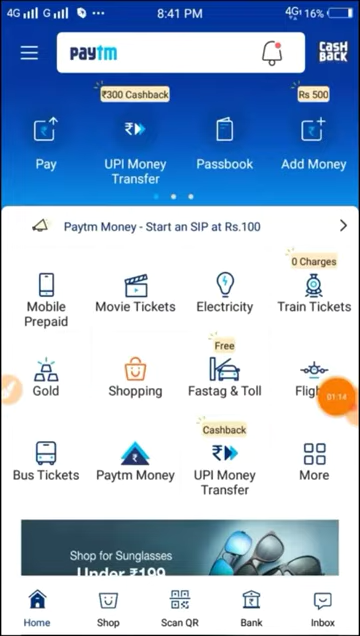 4G G ••• 8:41 PM 4G 16%
paytm
CASH
BACK
₹300 Cashback
Rs 500
Pay
UPI Money
Transfer
Passbook
Add Money
Paytm Money - Start an SIP at Rs.100
0 Charges
Mobile
Prepaid
Movie Tickets
Electricity
Train Tickets
Free
Gold
Shopping
Fastag & Toll
01:14
Cashback
Bus Tickets
Paytm Money
UPI Money
Transfer
More
Shop for Sunglasses
Under ₹199
Home
Shop
Scan QR
Bank
Inbox